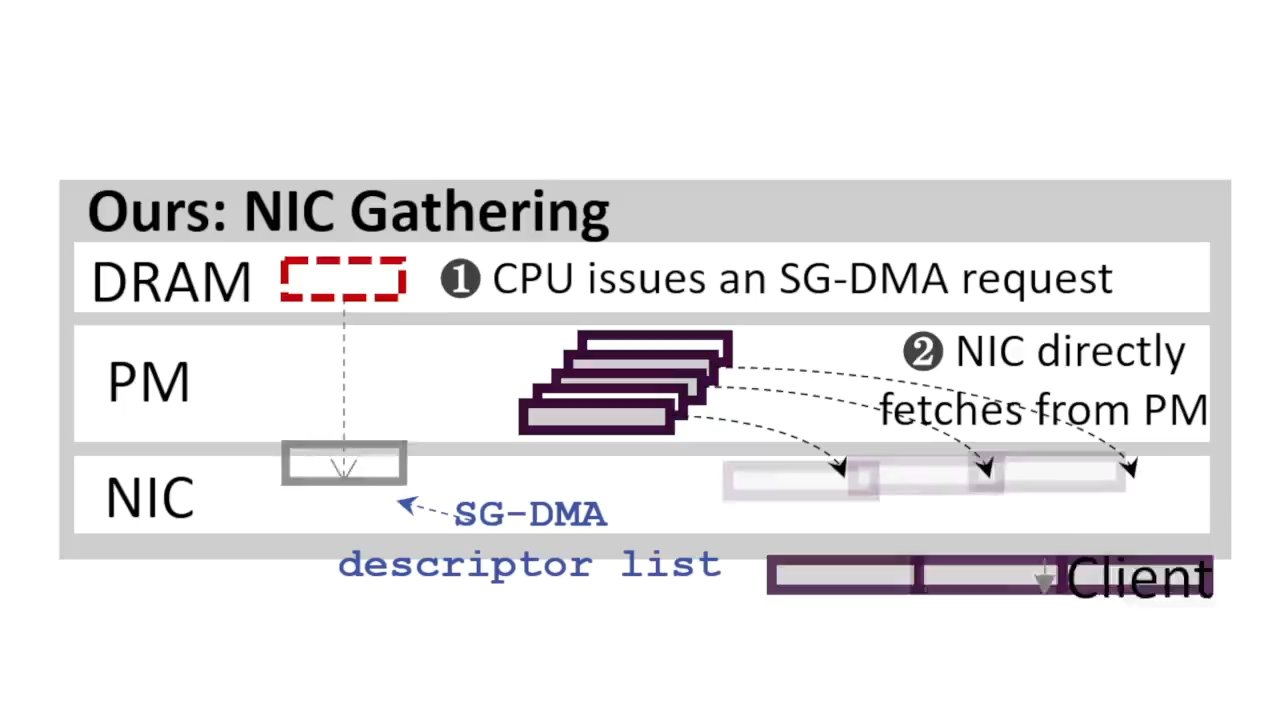 Ours: NIC Gathering
DRAM
❶ CPU issues an SG-DMA request
PM
❷ NIC directly
fetches from PM
NIC
SG-DMA
descriptor list
Client